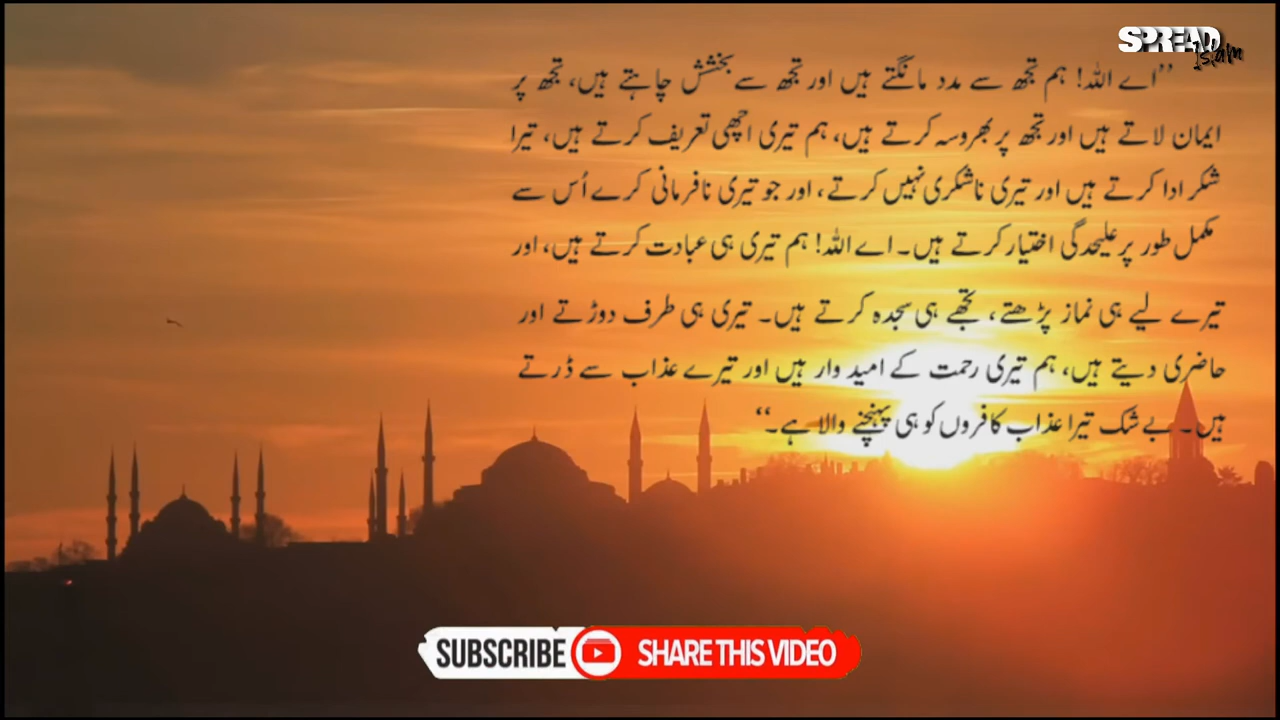 SPREAD
Islam
”اے اللہ! ہم تجھ سے مدد مانگتے ہیں اور تجھ سے بخشش چاہتے ہیں، تجھ پر
ایمان لاتے ہیں اور تجھ پر بھروسہ کرتے ہیں، ہم تیری اچھی تعریف کرتے ہیں، تیرا
شکر ادا کرتے ہیں اور تیری ناشکری نہیں کرتے، اور جو تیری نافرمانی کرے اُس سے
مکمل طور پر علیحدگی اختیار کرتے ہیں۔ اے اللہ! ہم تیری ہی عبادت کرتے ہیں، اور
تیرے لیے ہی نماز پڑھتے، تجھے ہی سجدہ کرتے ہیں۔ تیری ہی طرف دوڑتے اور
حاضری دیتے ہیں، ہم تیری رحمت کے امید وار ہیں اور تیرے عذاب سے ڈرتے
ہیں۔ بے شک تیرا عذاب کافروں کو ہی پہنچنے والا ہے۔“
SUBSCRIBE SHARE THIS VIDEO